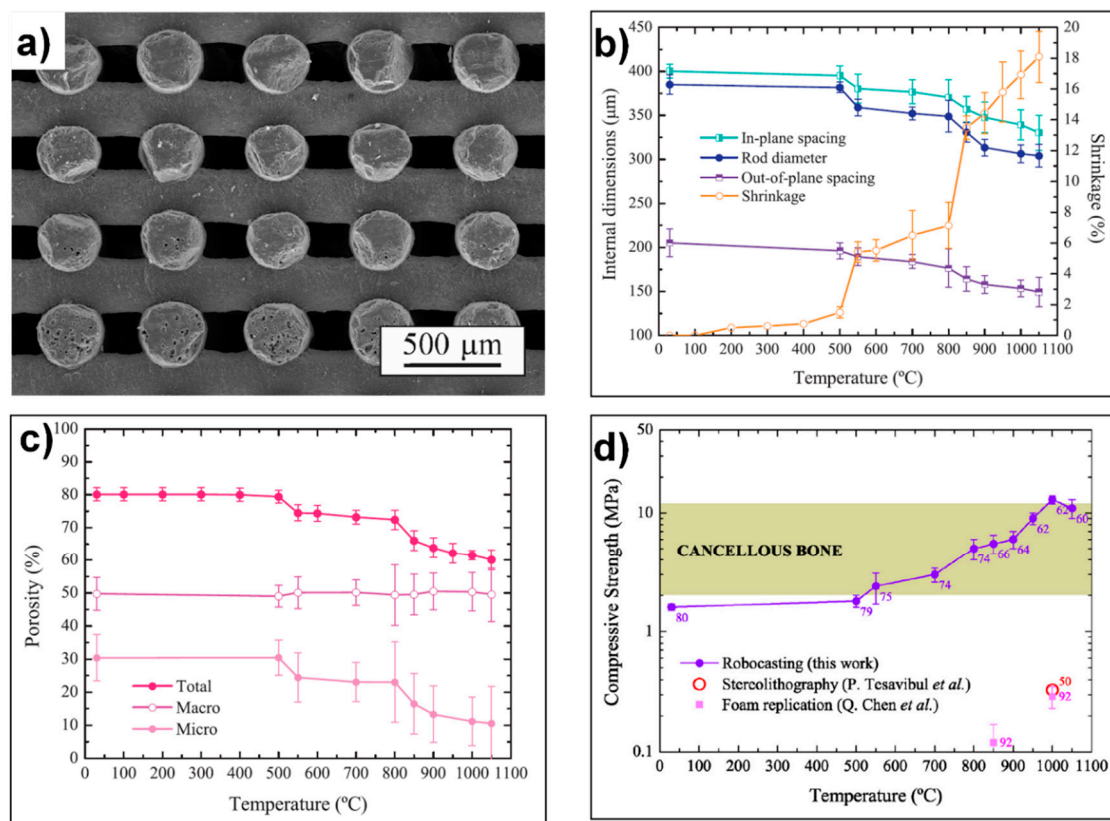 a)
500 µm
b)
450
400
350
300
250
200
150
100
Internal dimensions (µm)
In-plane spacing
Rod diameter
Out-of-plane spacing
Shrinkage
20
18
16
14
12
10
8
6
4
2
0
Shrinkage (%)
0 100 200 300 400 500 600 700 800 900 1000 1100
Temperature (ºC)
c)
100
90
80
70
60
50
40
30
20
10
0
Porosity (%)
Total
Macro
Micro
0 100 200 300 400 500 600 700 800 900 1000 1100
Temperature (ºC)
d)
50
10
1
0.1
Compressive Strength (MPa)
CANCELLOUS BONE
80
79
75
74
74
66
64
62
62
60
Robocasting (this work)
Stereolithography (P. Tesavibul et al.)
Foam replication (Q. Chen et al.)
50
92
92
0 100 200 300 400 500 600 700 800 900 1000 1100
Temperature (ºC)